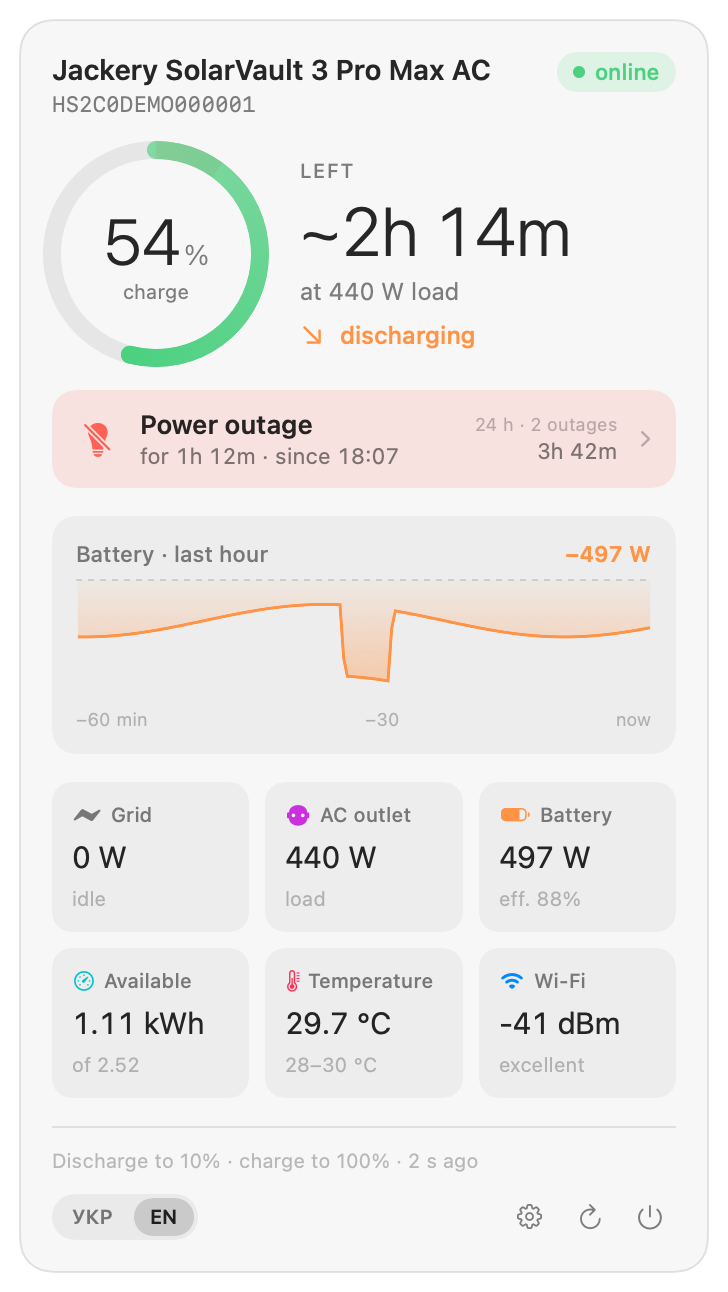 Jackery SolarVault 3 Pro Max AC
online
HS2C0DEMO000001
54%
charge
LEFT
~2h 14m
at 440 W load
discharging
Power outage
for 1h 12m · since 18:07
24 h · 2 outages
3h 42m
Battery · last hour
−497 W
−60 min
−30
now
Grid
0 W
idle
AC outlet
440 W
load
Battery
497 W
eff. 88%
Available
1.11 kWh
of 2.52
Temperature
29.7 °C
28–30 °C
Wi-Fi
-41 dBm
excellent
Discharge to 10% · charge to 100% · 2 s ago
УКР
EN